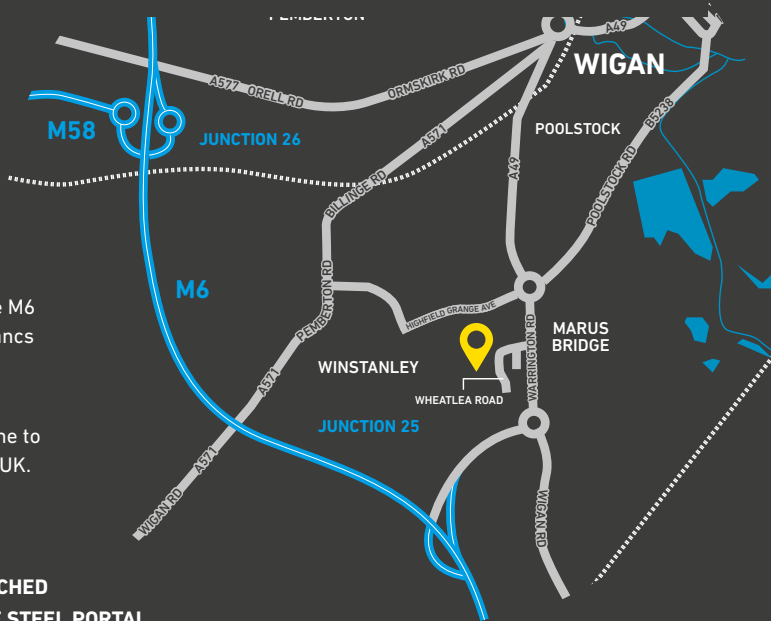 PEMBERTON
A49
WIGAN
A577 ORELL RD
ORMSKIRK RD
M58
JUNCTION 26
A571
POOLSTOCK
B5238
A49
POOLSTOCK RD
BILLINGE RD
M6
PEMBERTON RD
HIGHFIELD GRANGE AVE
e M6
ancs
WINSTANLEY
MARUS
BRIDGE
WARRINGTON RD
A571
WHEATLEA ROAD
JUNCTION 25
ne to
UK.
A571
WIGAN RD
WIGAN RD
CHED
STEEL PORTAL